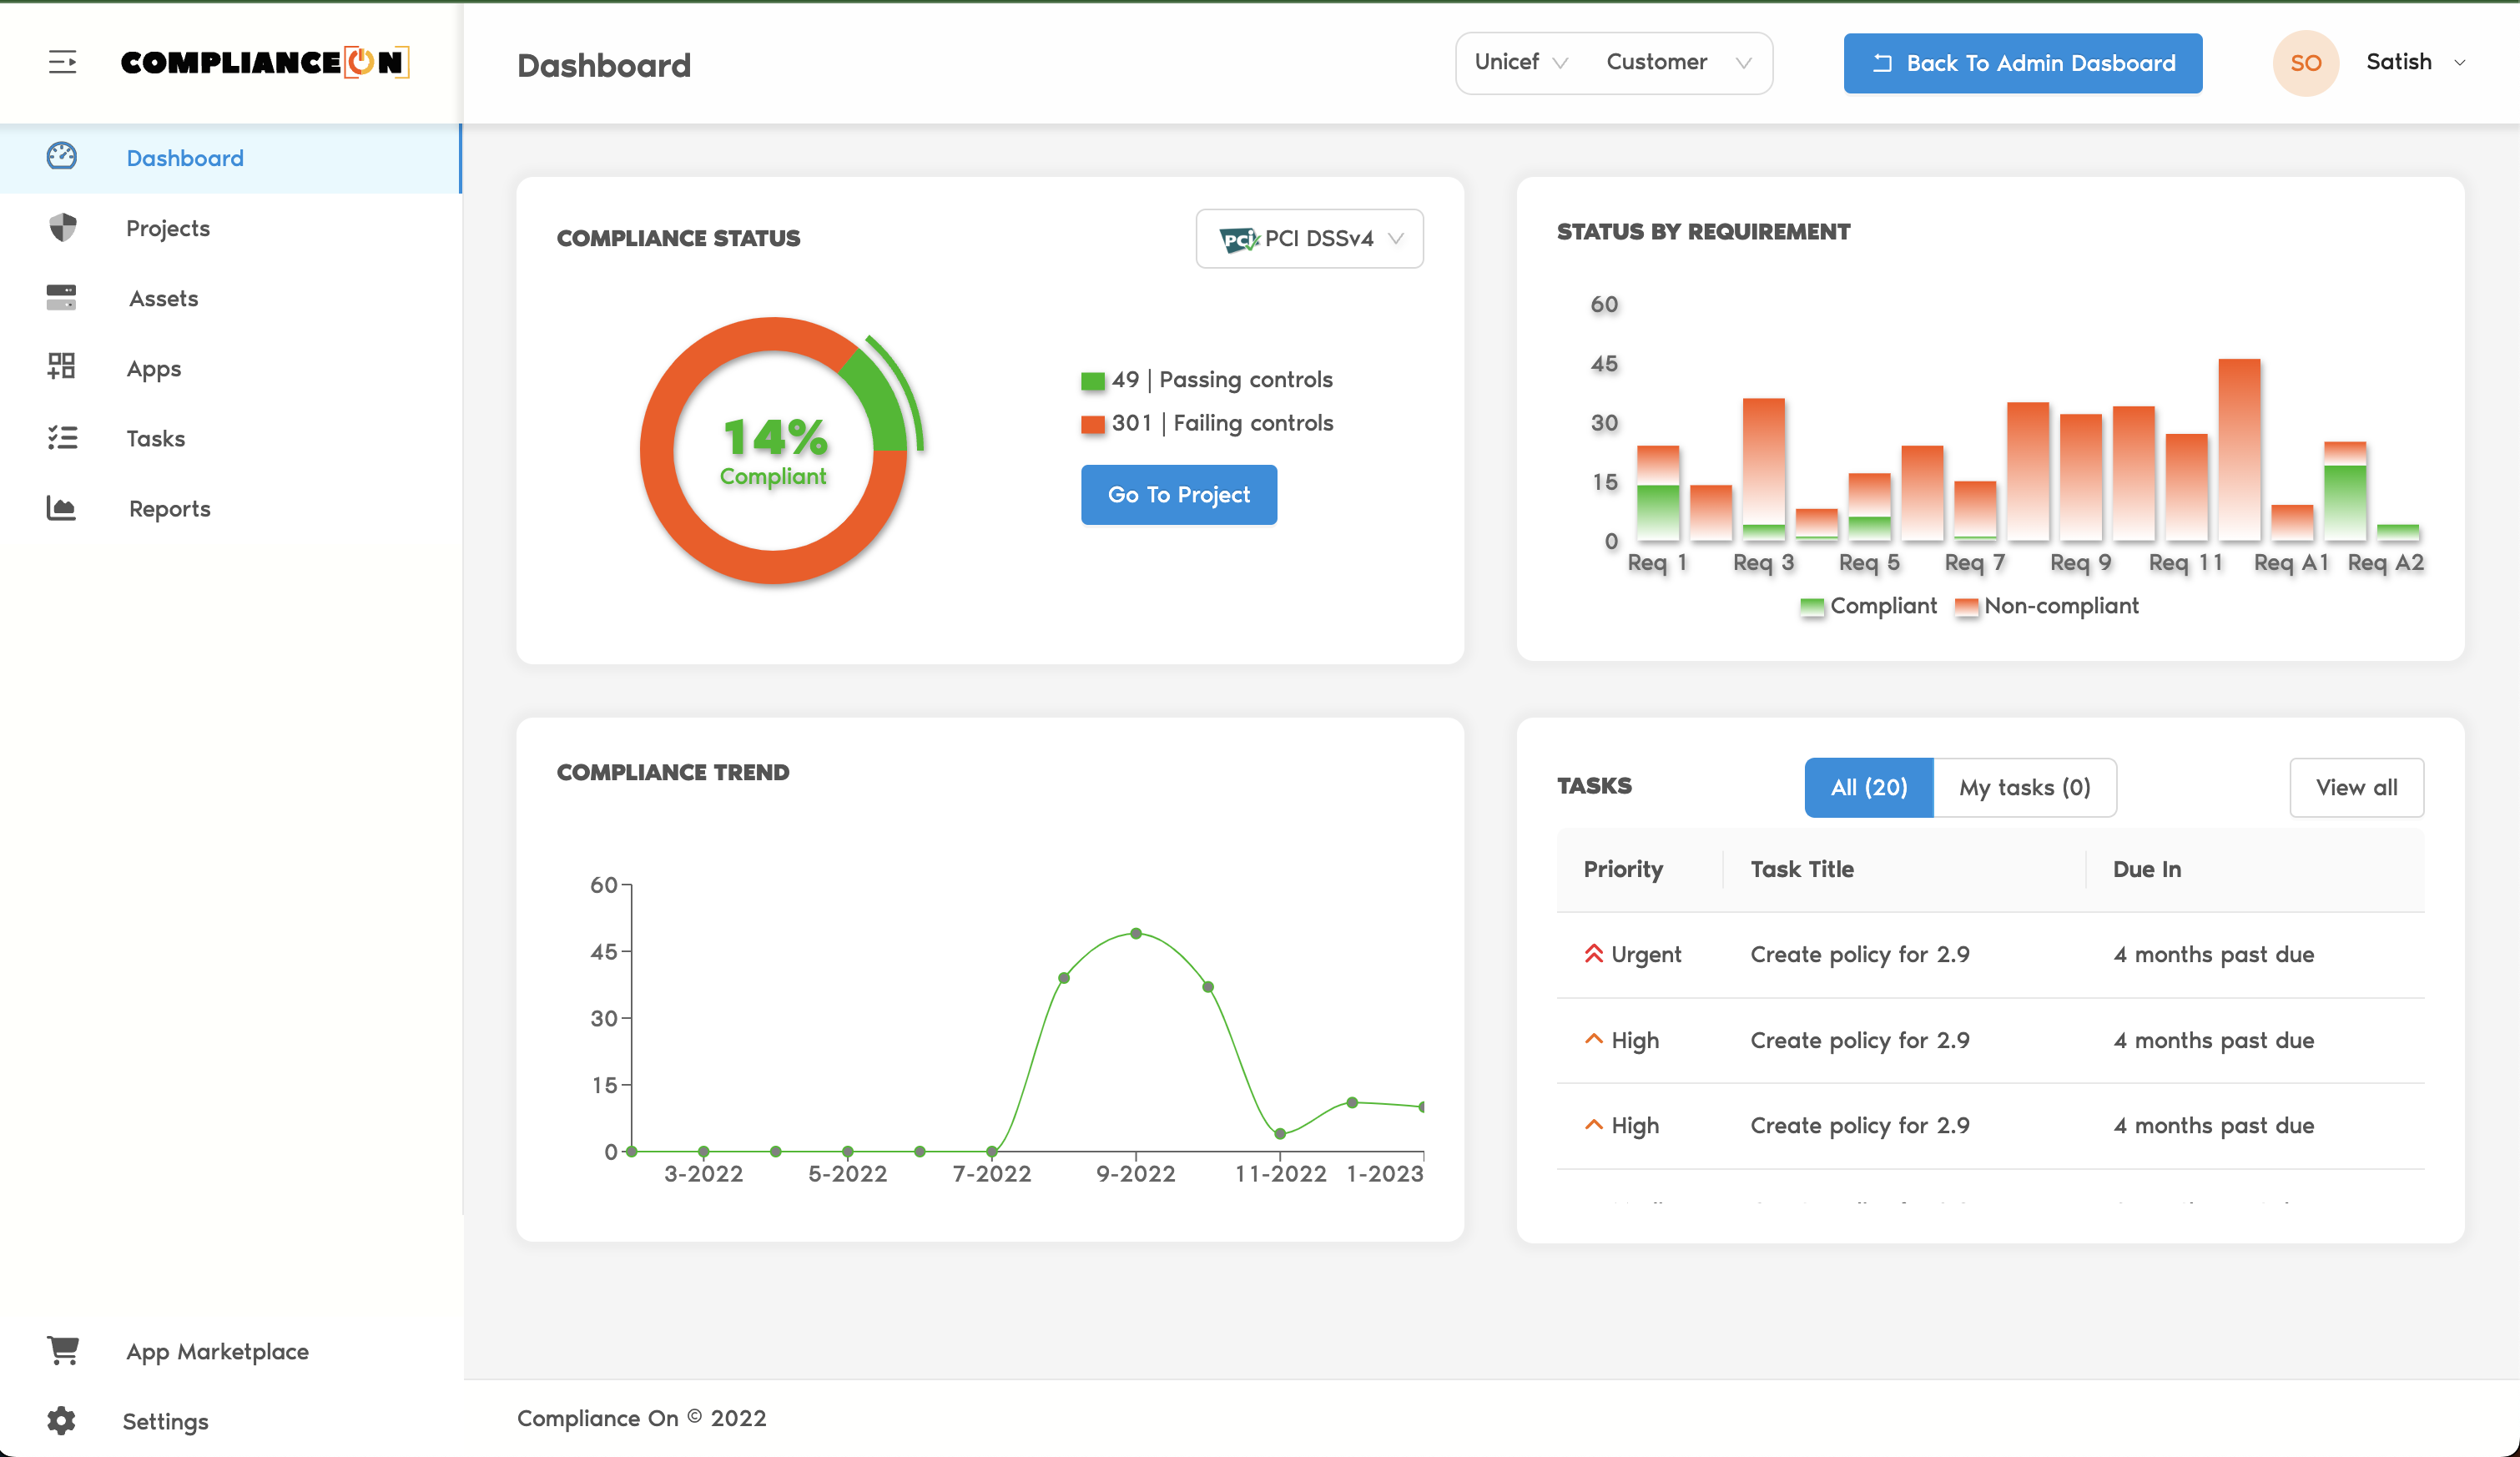 COMPLIANCE[ON]
Dashboard
Unicef Customer
Back To Admin Dasboard
SO
Satish
Dashboard
Projects
Assets
Apps
Tasks
Reports
App Marketplace
Settings
COMPLIANCE STATUS
PCI PCI DSSv4
14%
Compliant
49 | Passing controls
301 | Failing controls
Go To Project
STATUS BY REQUIREMENT
60
45
30
15
0
Req 1 Req 3 Req 5 Req 7 Req 9 Req 11 Req A1 Req A2
Compliant Non-compliant
COMPLIANCE TREND
60
45
30
15
0
3-2022 5-2022 7-2022 9-2022 11-2022 1-2023
TASKS
All (20) My tasks (0)
View all
Priority Task Title Due In
Urgent Create policy for 2.9 4 months past due
High Create policy for 2.9 4 months past due
High Create policy for 2.9 4 months past due
Compliance On © 2022